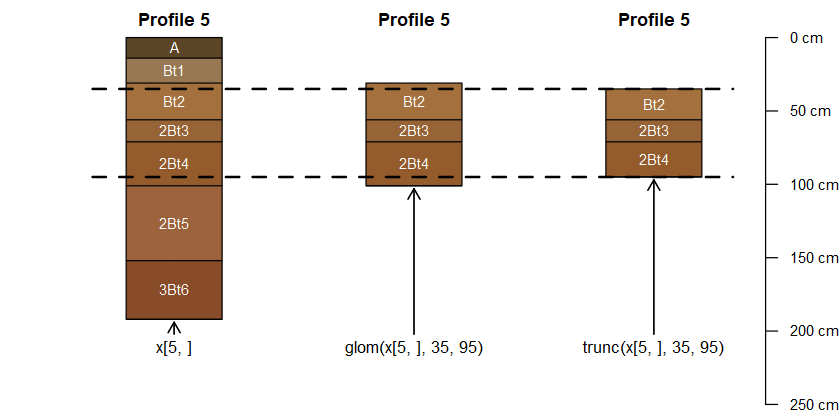 Profile 5
Profile 5
Profile 5
A
Bt1
Bt2
2Bt3
2Bt4
2Bt5
3Bt6
Bt2
2Bt3
2Bt4
Bt2
2Bt3
2Bt4
x[5, ]
glom(x[5, ], 35, 95)
trunc(x[5, ], 35, 95)
0 cm
50 cm
100 cm
150 cm
200 cm
250 cm